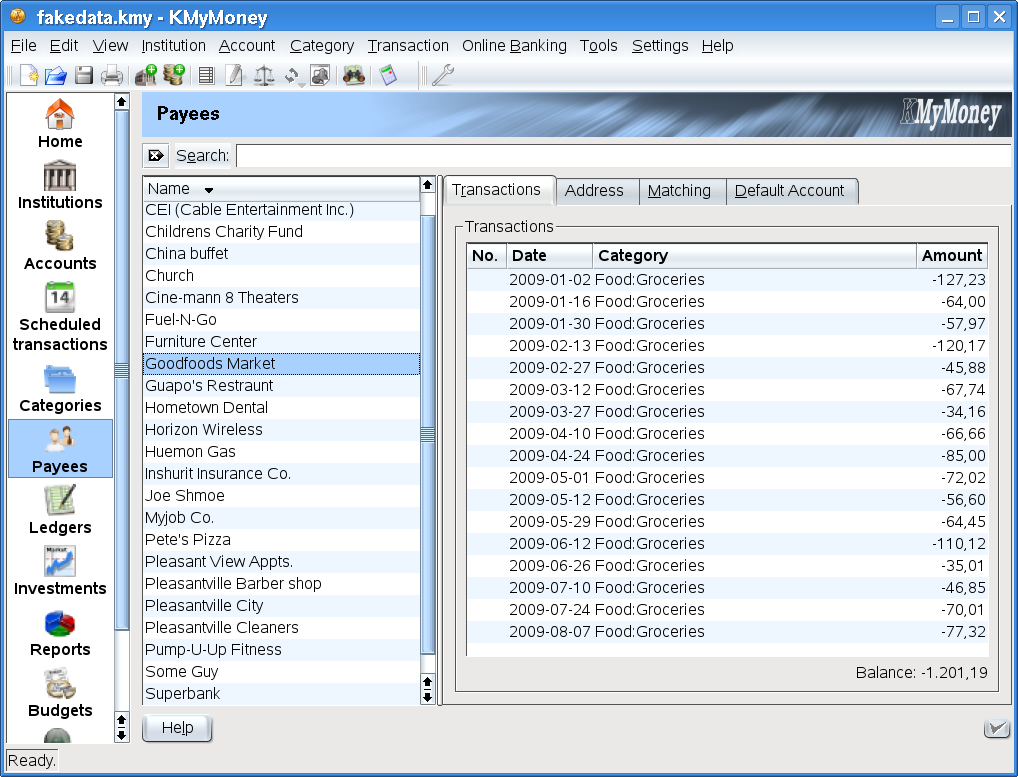 fakedata.kmy - KMyMoney
File Edit View Institution Account Category Transaction Online Banking Tools Settings Help
Home
Institutions
Accounts
14
Scheduled
transactions
Categories
Payees
Ledgers
Market
Investments
Reports
Budgets
Payees
KMyMoney
Search:
Name
CEI (Cable Entertainment Inc.)
Childrens Charity Fund
China buffet
Church
Cine-mann 8 Theaters
Fuel-N-Go
Furniture Center
Goodfoods Market
Guapo's Restraunt
Hometown Dental
Horizon Wireless
Huemon Gas
Inshurit Insurance Co.
Joe Shmoe
Myjob Co.
Pete's Pizza
Pleasant View Appts.
Pleasantville Barber shop
Pleasantville City
Pleasantville Cleaners
Pump-U-Up Fitness
Some Guy
Superbank
Transactions Address Matching Default Account
Transactions
No. Date Category Amount
2009-01-02 Food:Groceries -127,23
2009-01-16 Food:Groceries -64,00
2009-01-30 Food:Groceries -57,97
2009-02-13 Food:Groceries -120,17
2009-02-27 Food:Groceries -45,88
2009-03-12 Food:Groceries -67,74
2009-03-27 Food:Groceries -34,16
2009-04-10 Food:Groceries -66,66
2009-04-24 Food:Groceries -85,00
2009-05-01 Food:Groceries -72,02
2009-05-12 Food:Groceries -56,60
2009-05-29 Food:Groceries -64,45
2009-06-12 Food:Groceries -110,12
2009-06-26 Food:Groceries -35,01
2009-07-10 Food:Groceries -46,85
2009-07-24 Food:Groceries -70,01
2009-08-07 Food:Groceries -77,32
Balance: -1.201,19
Help
Ready.